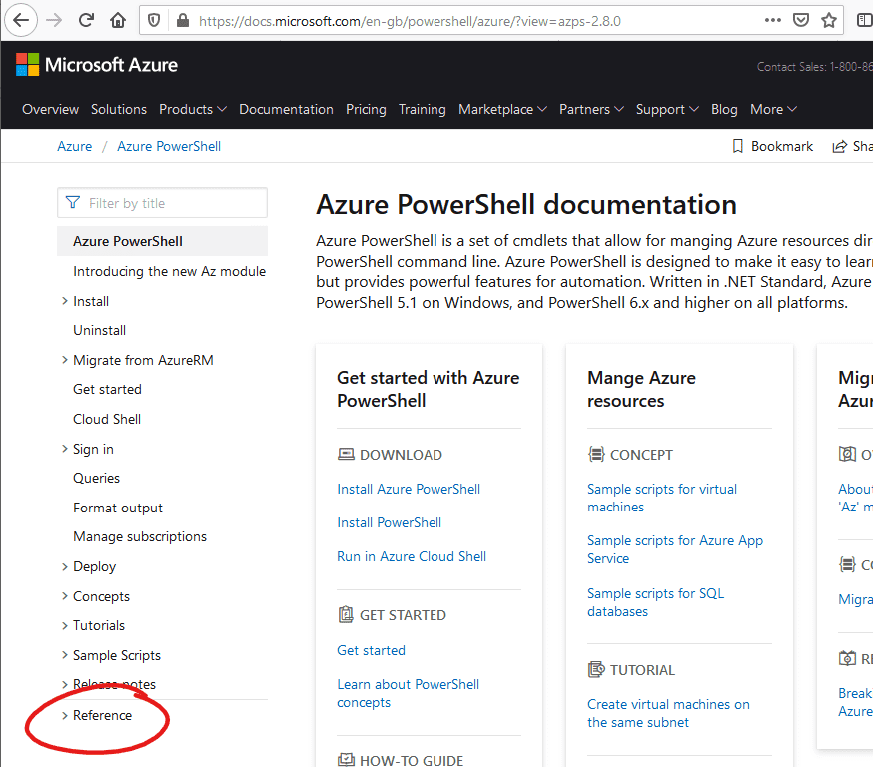 https://docs.microsoft.com/en-gb/powershell/azure/?view=azps-2.8.0
Microsoft Azure
Contact Sales: 1-800-86
Overview Solutions Products Documentation Pricing Training Marketplace Partners Support Blog More
Azure / Azure PowerShell
Bookmark
Sha
Filter by title
Azure PowerShell
Introducing the new Az module
Install
Uninstall
Migrate from AzureRM
Get started
Cloud Shell
Sign in
Queries
Format output
Manage subscriptions
Deploy
Concepts
Tutorials
Sample Scripts
Release notes
Reference
Azure PowerShell documentation
Azure PowerShell is a set of cmdlets that allow for manging Azure resources dir
PowerShell command line. Azure PowerShell is designed to make it easy to learn
but provides powerful features for automation. Written in .NET Standard, Azure
PowerShell 5.1 on Windows, and PowerShell 6.x and higher on all platforms.
Get started with Azure
PowerShell
DOWNLOAD
Install Azure PowerShell
Install PowerShell
Run in Azure Cloud Shell
GET STARTED
Get started
Learn about PowerShell
concepts
HOW-TO GUIDE
Mange Azure
resources
CONCEPT
Sample scripts for virtual
machines
Sample scripts for Azure App
Service
Sample scripts for SQL
databases
TUTORIAL
Create virtual machines on
the same subnet
Migr
Azur
O
Abou
'Az' m
CO
Migra
RE
Break
Azure